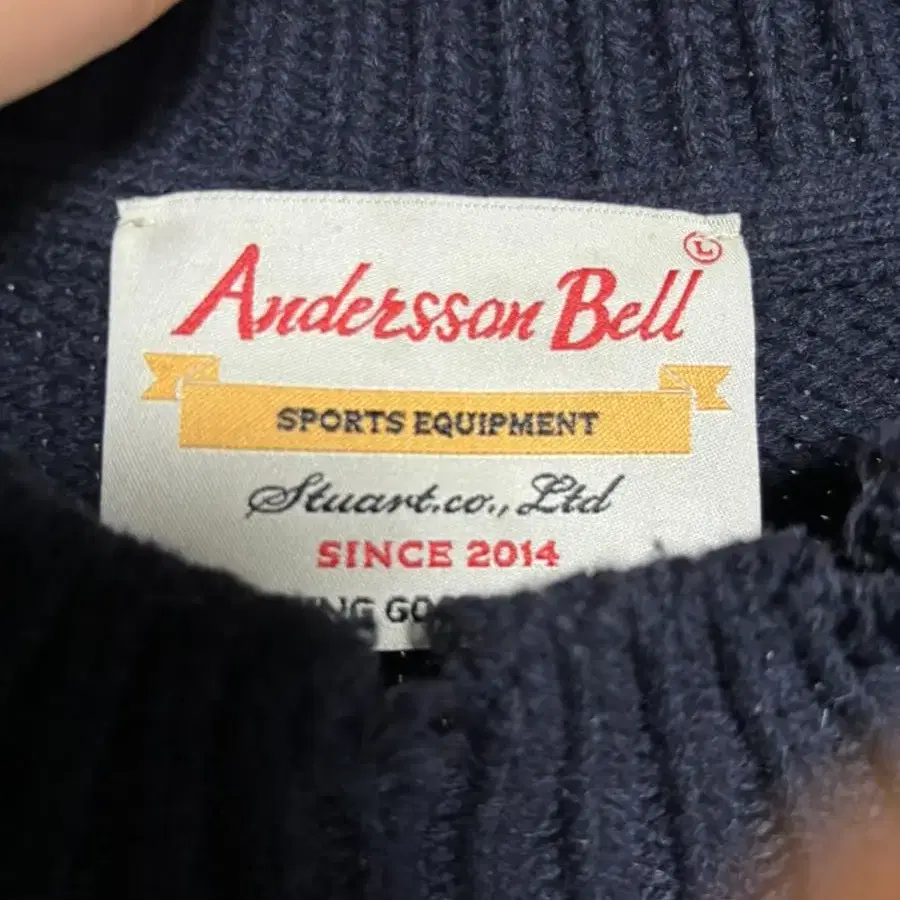 Andersson Bell L
SPORTS EQUIPMENT
Stuart.co., Ltd
SINCE 2014